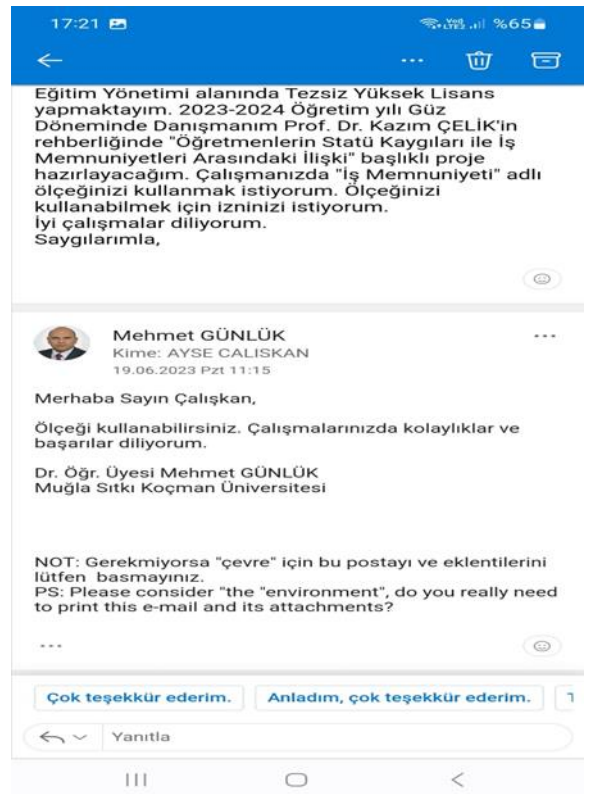 17:21
Vo)) LTE2 %65
Eğitim Yönetimi alanında Tezsiz Yüksek Lisans
yapmaktayım. 2023-2024 Öğretim yılı Güz
Döneminde Danışmanım Prof. Dr. Kazım ÇELİK'in
rehberliğinde "Öğretmenlerin Statü Kaygıları ile İş
Memnuniyetleri Arasındaki İlişki" başlıklı proje
hazırlayacağım. Çalışmanızda "İş Memnuniyeti" adlı
ölçeğinizi kullanmak istiyorum. Ölçeğinizi
kullanabilmek için izninizi istiyorum.
İyi çalışmalar diliyorum.
Saygılarımla,
Mehmet GÜNLÜK
Kime: AYSE CALISKAN
19.06.2023 Pzt 11:15
Merhaba Sayın Çalışkan,
Ölçeği kullanabilirsiniz. Çalışmalarınızda kolaylıklar ve
başarılar diliyorum.
Dr. Öğr. Üyesi Mehmet GÜNLÜK
Muğla Sıtkı Koçman Üniversitesi
NOT: Gerekmiyorsa "çevre" için bu postayı ve eklentilerini
lütfen basmayınız.
PS: Please consider "the "environment", do you really need
to print this e-mail and its attachments?
Çok teşekkür ederim.
Anladım, çok teşekkür ederim.
Yanıtla